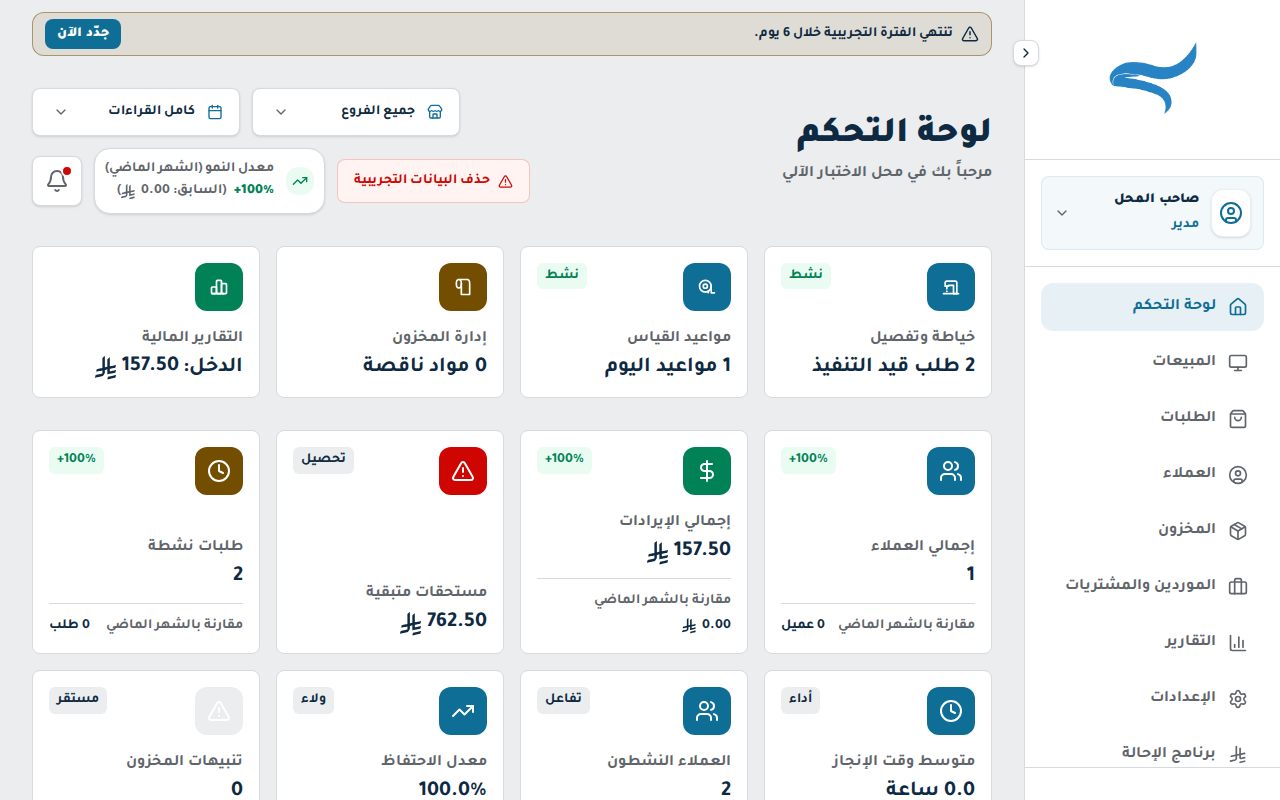 تنتهي الفترة التجريبية خلال 6 يوم.
جدّد الآن
صاحب المحل
مدير
لوحة التحكم
المبيعات
الطلبات
العملاء
المخزون
الموردين والمشتريات
التقارير
الإعدادات
برنامج الإحالة
لوحة التحكم
مرحباً بك في محل الاختبار الآلي
جميع الفروع
كامل القراءات
حذف البيانات التجريبية
معدل النمو (الشهر الماضي)
+100% (السابق: 0.00 ⃁)
نشط
خياطة وتفصيل
2 طلب قيد التنفيذ
نشط
مواعيد القياس
1 مواعيد اليوم
إدارة المخزون
0 مواد ناقصة
التقارير المالية
الدخل: 157.50 ⃁
+100%
إجمالي العملاء
1
مقارنة بالشهر الماضي 0 عميل
+100%
إجمالي الإيرادات
157.50 ⃁
مقارنة بالشهر الماضي
0.00 ⃁
تحصيل
مستحقات متبقية
762.50 ⃁
+100%
طلبات نشطة
2
مقارنة بالشهر الماضي 0 طلب
أداء
متوسط وقت الإنجاز
0.0 ساعة
تفاعل
العملاء النشطون
2
ولاء
معدل الاحتفاظ
100.0%
مستقر
تنبيهات المخزون
0